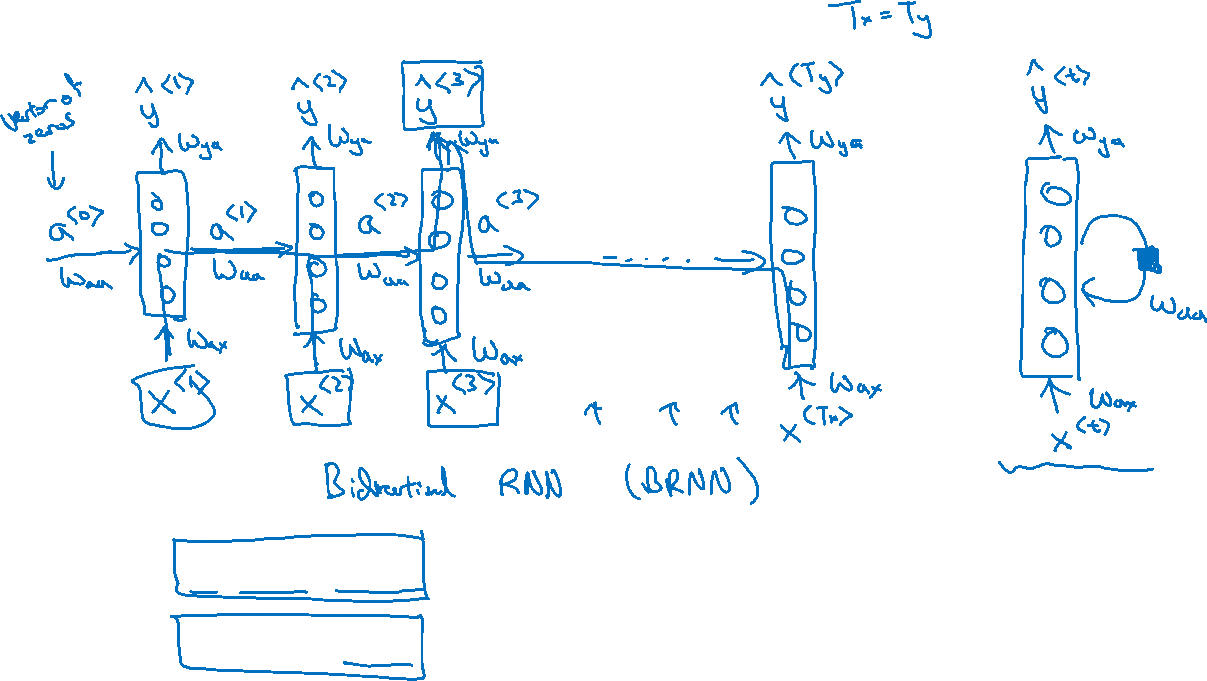 Tx = Ty
ŷ<1> ŷ<2> ŷ<3> ŷ<Ty> ŷ<t>
vector of
zeros
Wya Wya Wya Wya Wya
a<0> a<1> a<2> a<3>
Waa Waa Waa Waa Waa
Wax Wax Wax Wax Wax
x<1> x<2> x<3> x<Tx> x<t>
Bidirectional RNN (BRNN)